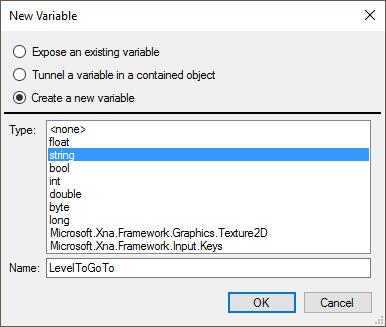 New Variable
Expose an existing variable
Tunnel a variable in a contained object
Create a new variable
Type:
<none>
float
string
bool
int
double
byte
long
Microsoft.Xna.Framework.Graphics.Texture2D
Microsoft.Xna.Framework.Input.Keys
Name: LevelToGoTo
OK Cancel